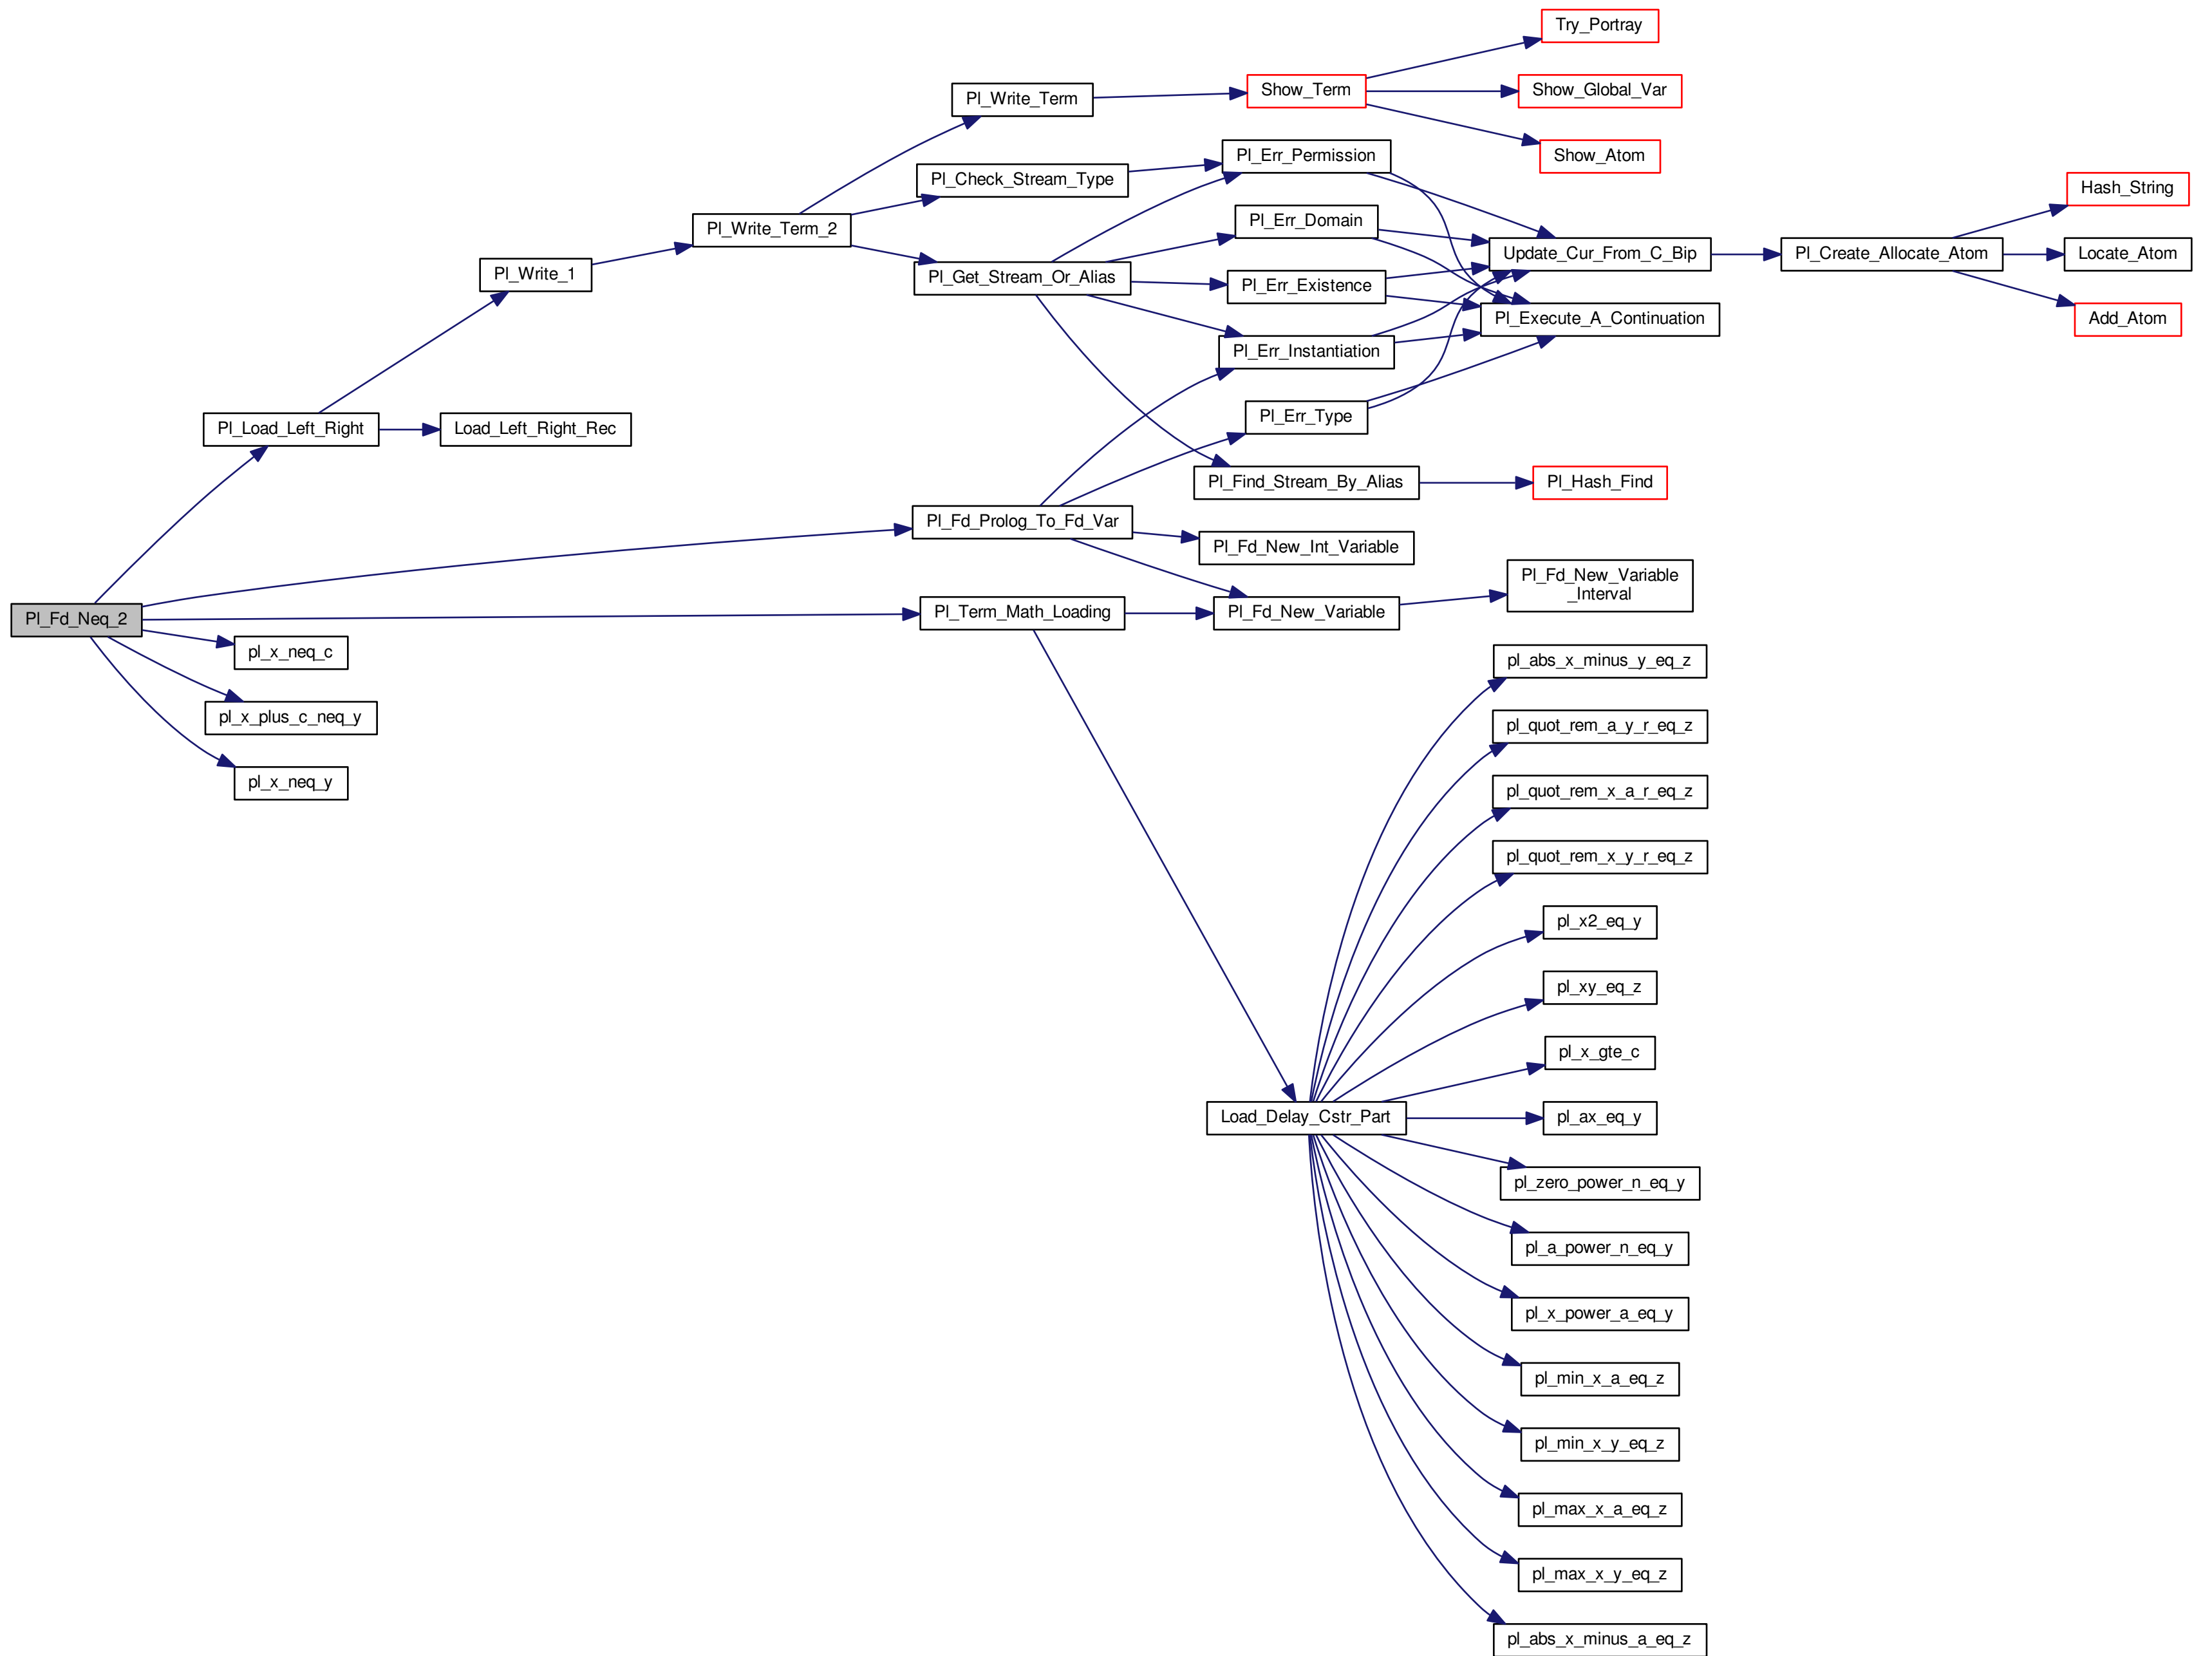 Try_Portray
Show_Global_Var
Pl_Write_Term
Show_Term
Show_Atom
Pl_Err_Permission
Pl_Check_Stream_Type
Hash_String
Pl_Err_Domain
Pl_Write_Term_2
Update_Cur_From_C_Bip
Pl_Create_Allocate_Atom
Locate_Atom
Pl_Write_1
Pl_Get_Stream_Or_Alias
Pl_Err_Existence
Pl_Execute_A_Continuation
Add_Atom
Pl_Err_Instantiation
Pl_Err_Type
Pl_Load_Left_Right
Load_Left_Right_Rec
Pl_Find_Stream_By_Alias
Pl_Hash_Find
Pl_Fd_Prolog_To_Fd_Var
Pl_Fd_New_Int_Variable
Pl_Fd_New_Variable
_Interval
Pl_Fd_Neq_2
Pl_Term_Math_Loading
Pl_Fd_New_Variable
pl_x_neq_c
pl_abs_x_minus_y_eq_z
pl_x_plus_c_neq_y
pl_quot_rem_a_y_r_eq_z
pl_x_neq_y
pl_quot_rem_x_a_r_eq_z
pl_quot_rem_x_y_r_eq_z
pl_x2_eq_y
pl_xy_eq_z
pl_x_gte_c
Load_Delay_Cstr_Part
pl_ax_eq_y
pl_zero_power_n_eq_y
pl_a_power_n_eq_y
pl_x_power_a_eq_y
pl_min_x_a_eq_z
pl_min_x_y_eq_z
pl_max_x_a_eq_z
pl_max_x_y_eq_z
pl_abs_x_minus_a_eq_z